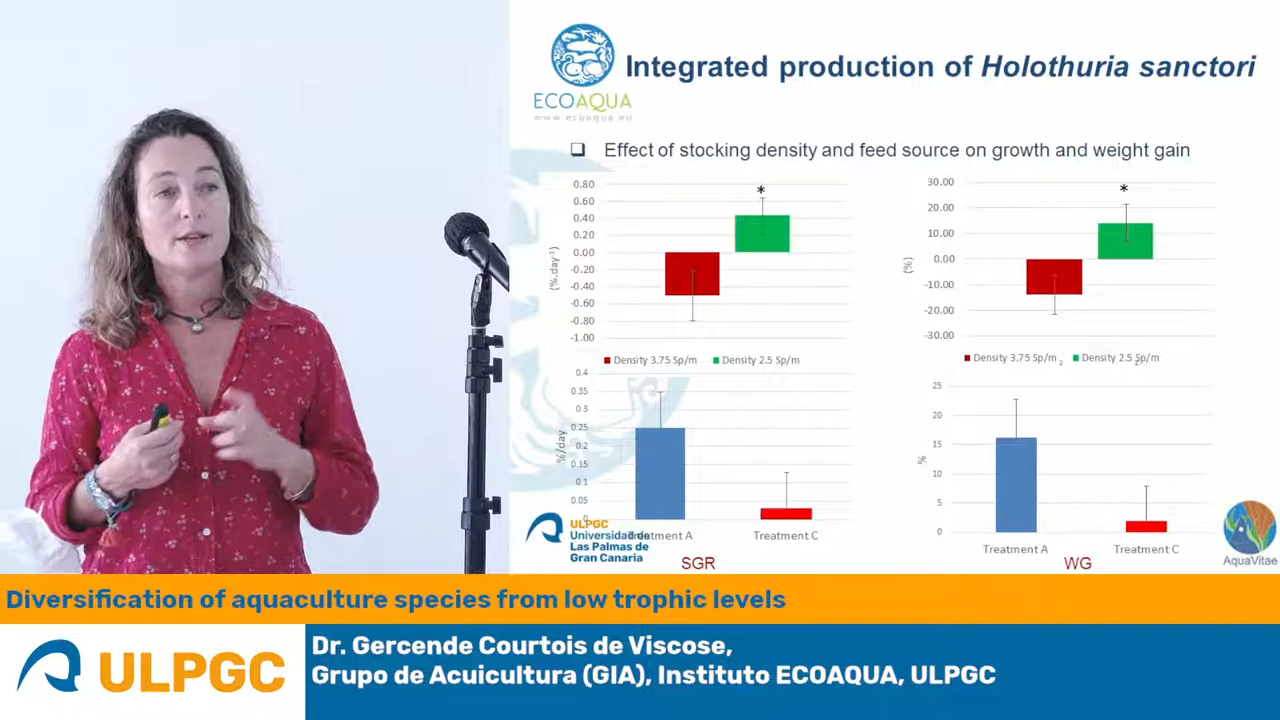 Integrated production of Holothuria sanctori
ECOAQUA
www.ecoaqua.eu
❑ Effect of stocking density and feed source on growth and weight gain
0.80
0.60
0.40
0.20
0.00
-0.20
-0.40
-0.60
-0.80
-1.00
(%.day⁻¹)
*
Density 3.75 Sp/m Density 2.5 Sp/m
30.00
20.00
10.00
0.00
-10.00
-20.00
-30.00
(%)
*
Density 3.75 Sp/m 2 Density 2.5 Sp/m 2
0.4
0.35
0.3
0.25
0.2
0.15
0.1
0.05
0
%/day
Treatment A Treatment C
SGR
25
20
15
10
5
0
%
Treatment A Treatment C
WG
ULPGC
Universidad de
Las Palmas de
Gran Canaria
AquaVitae
Diversification of aquaculture species from low trophic levels
ULPGC
Dr. Gercende Courtois de Viscose,
Grupo de Acuicultura (GIA), Instituto ECOAQUA, ULPGC